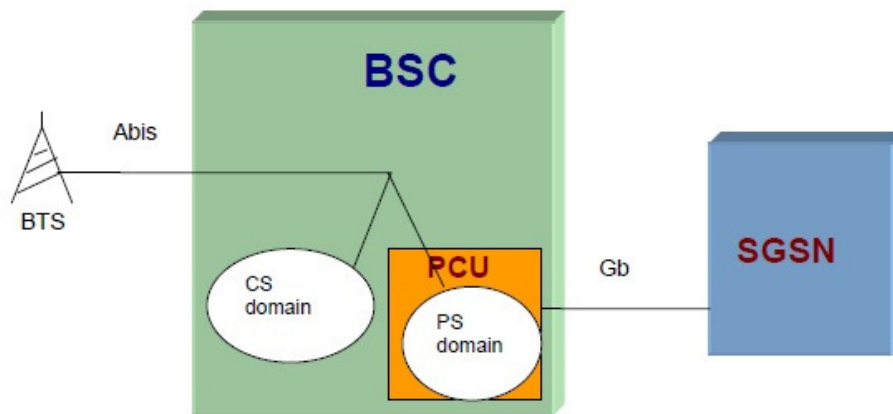 BSC
Abis
BTS
CS
domain
PCU
PS
domain
Gb
SGSN